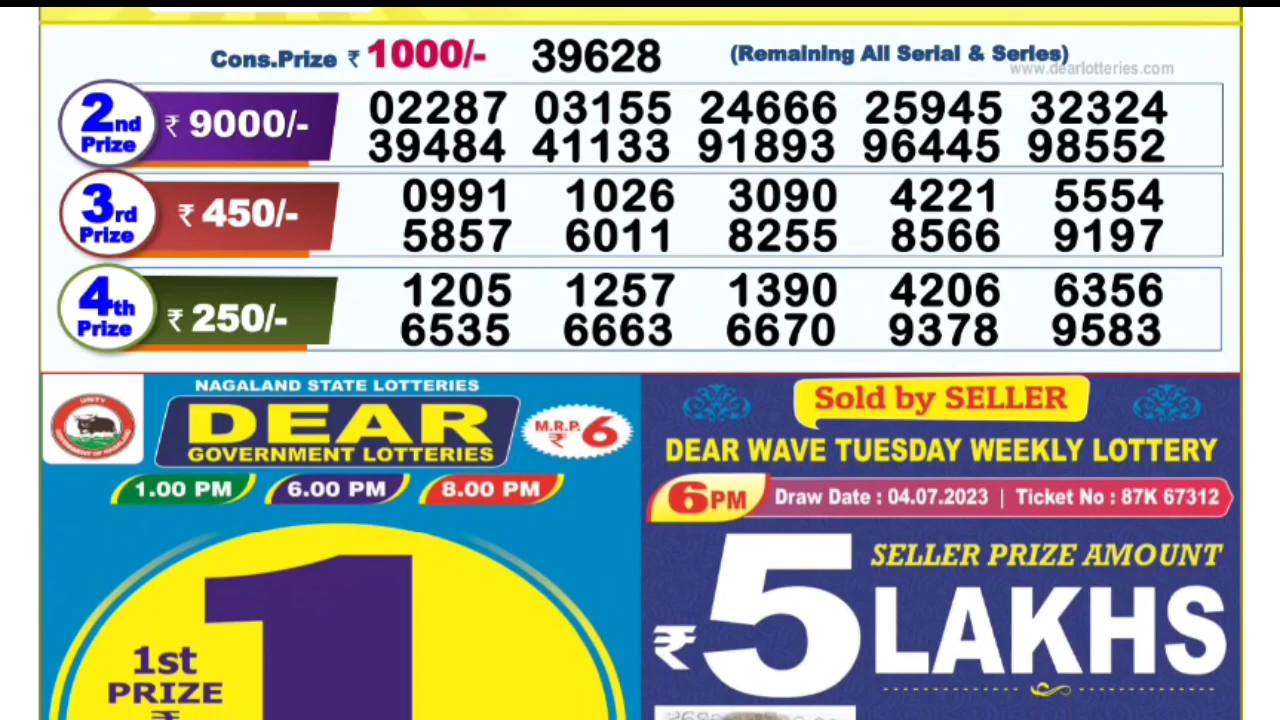 Cons.Prize ₹ 1000/- 39628 (Remaining All Serial & Series)
www.dearlotteries.com
2nd Prize ₹ 9000/-
02287 03155 24666 25945 32324
39484 41133 91893 96445 98552
3rd Prize ₹ 450/-
0991 1026 3090 4221 5554
5857 6011 8255 8566 9197
4th Prize ₹ 250/-
1205 1257 1390 4206 6356
6535 6663 6670 9378 9583
UNITY
GOVERNMENT OF NAGALAND
NAGALAND STATE LOTTERIES
DEAR
GOVERNMENT LOTTERIES
M.R.P. ₹ 6
1.00 PM 6.00 PM 8.00 PM
1st
PRIZE
₹
1
Sold by SELLER
DEAR WAVE TUESDAY WEEKLY LOTTERY
6PM Draw Date : 04.07.2023 | Ticket No : 87K 67312
SELLER PRIZE AMOUNT
₹ 5 LAKHS